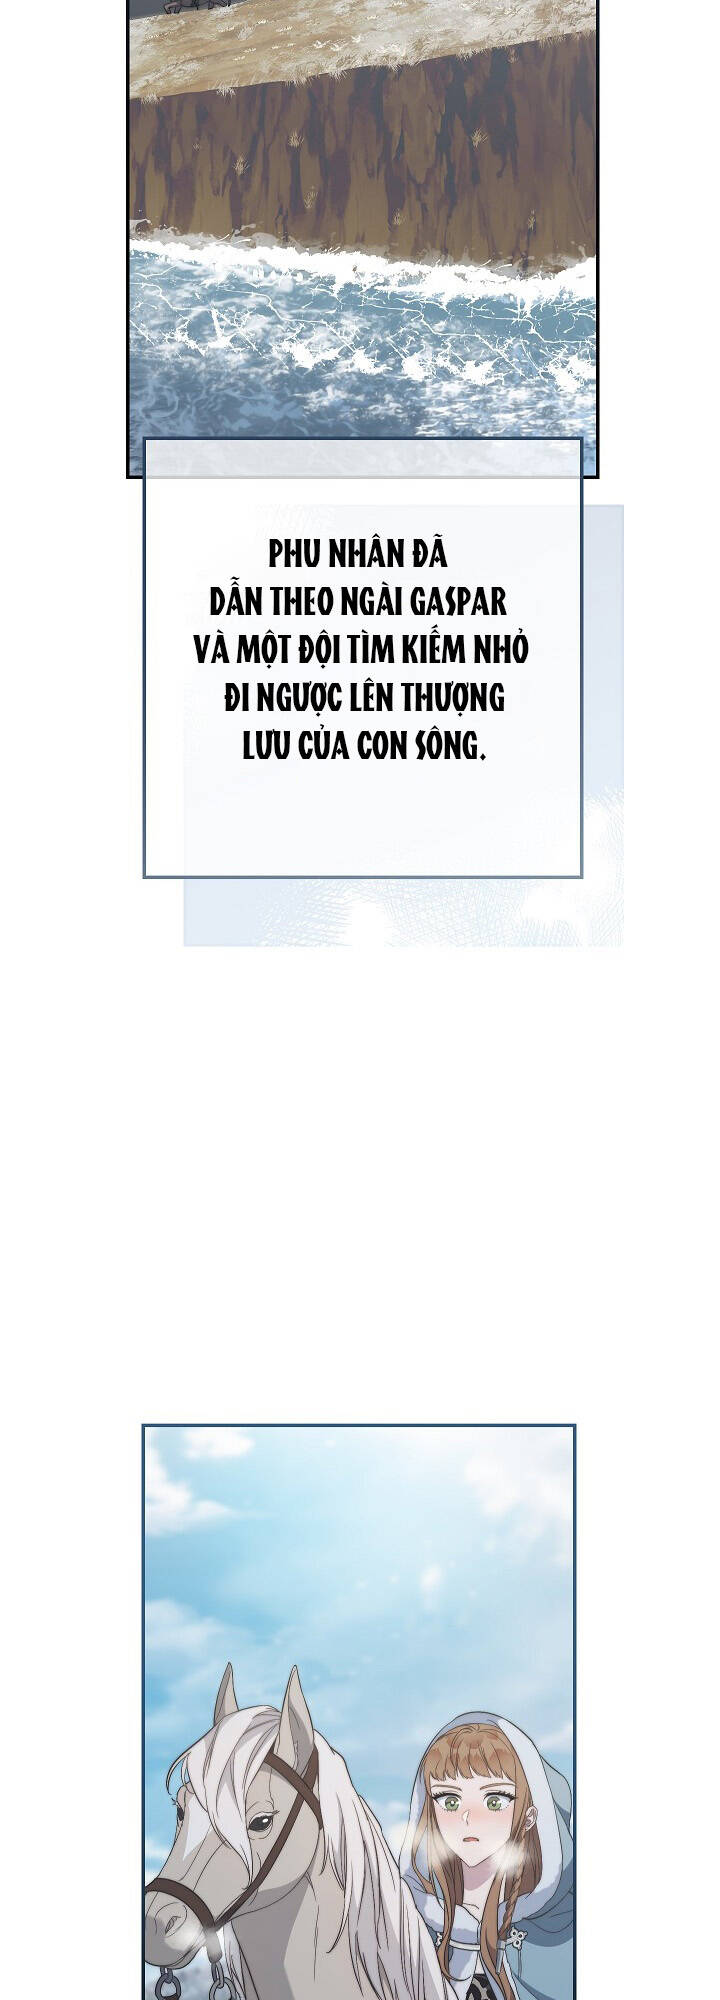 PHU NHÂN ĐÃ
DẪN THEO NGÀI GASPAR
VÀ MỘT ĐỘI TÌM KIẾM NHỎ
ĐI NGƯỢC LÊN THƯỢNG
LƯU CỦA CON SÔNG.